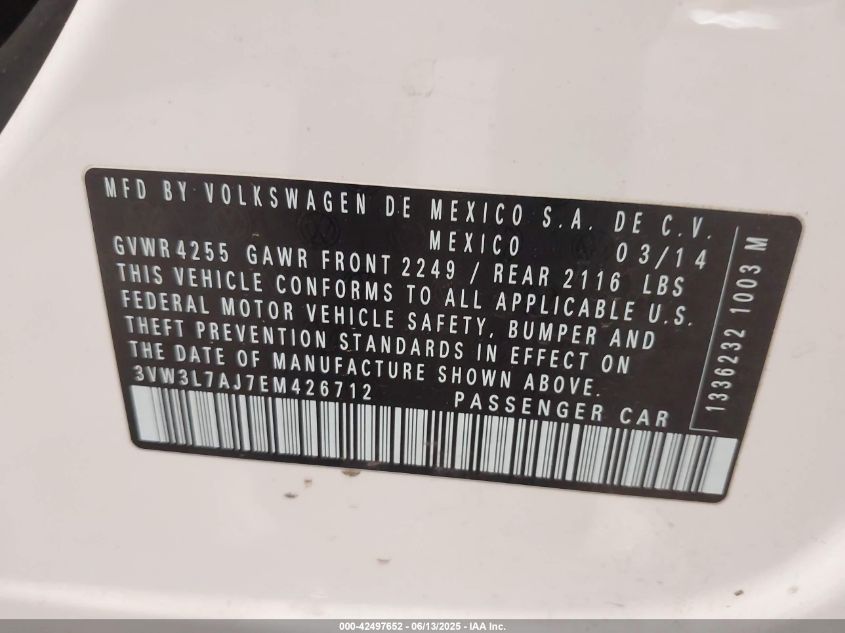 MFD BY VOLKSWAGEN DE MEXICO S.A. DE C.V.
MEXICO 03/14
GVWR 4255 GAWR FRONT 2249 / REAR 2116 LBS
THIS VEHICLE CONFORMS TO ALL APPLICABLE U.S.
FEDERAL MOTOR VEHICLE SAFETY, BUMPER AND
THEFT PREVENTION STANDARDS IN EFFECT ON
THE DATE OF MANUFACTURE SHOWN ABOVE.
3VW3L7AJ7EM426712 PASSENGER CAR
1336232 1003 M
000-42497652 - 06/13/2025 - IAA Inc.